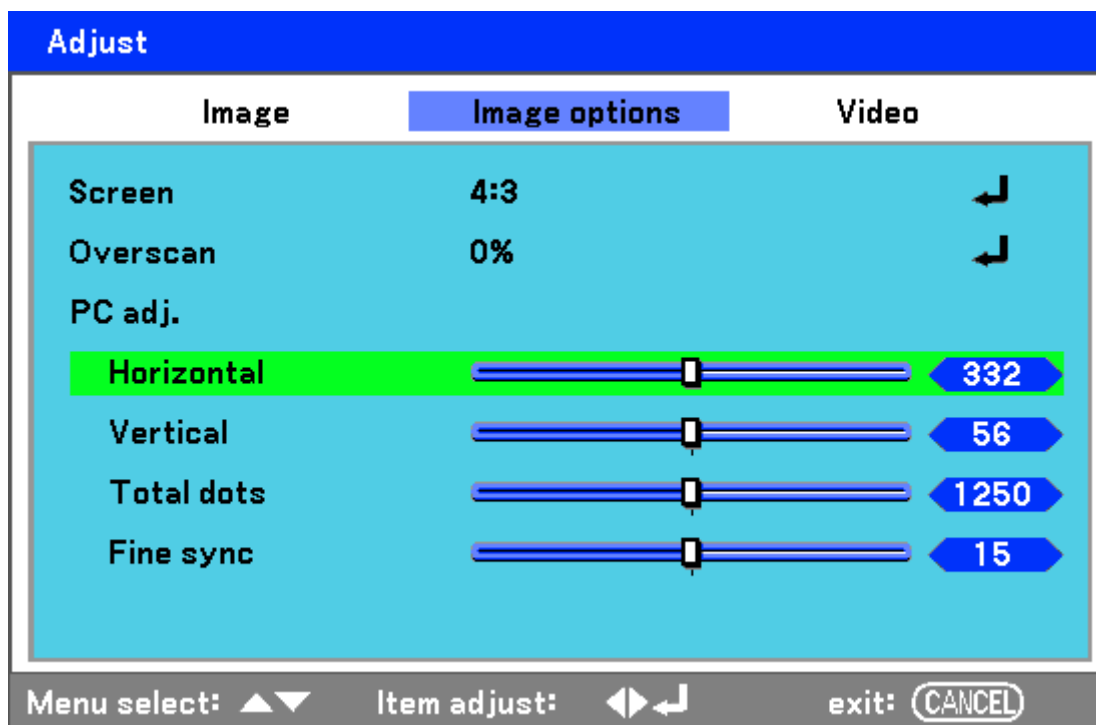 Adjust
Image Image options Video
Screen 4:3
Overscan 0%
PC adj.
Horizontal 332
Vertical 56
Total dots 1250
Fine sync 15
Menu select: Item adjust: exit: CANCEL